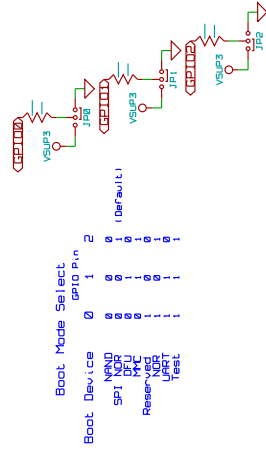 GPIO0
VSUP3
JP0
GPIO1
VSUP3
JP1
GPIO2
VSUP3
JP2
Boot Mode Select
GPIO Pin
Boot Device 0 1 2
NAND 0 0 0
SPI NOR 0 0 1 (Default)
DFU 0 1 0
MMC 0 1 1
Reserved 1 0 0
NOR 1 0 1
UART 1 1 0
Test 1 1 1